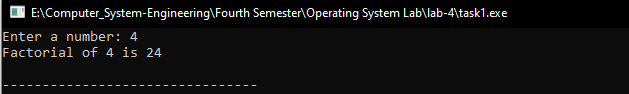 E:\Computer_System-Engineering\Fourth Semester\Operating System Lab\lab-4\task1.exe
Enter a number: 4
Factorial of 4 is 24
--------------------------------